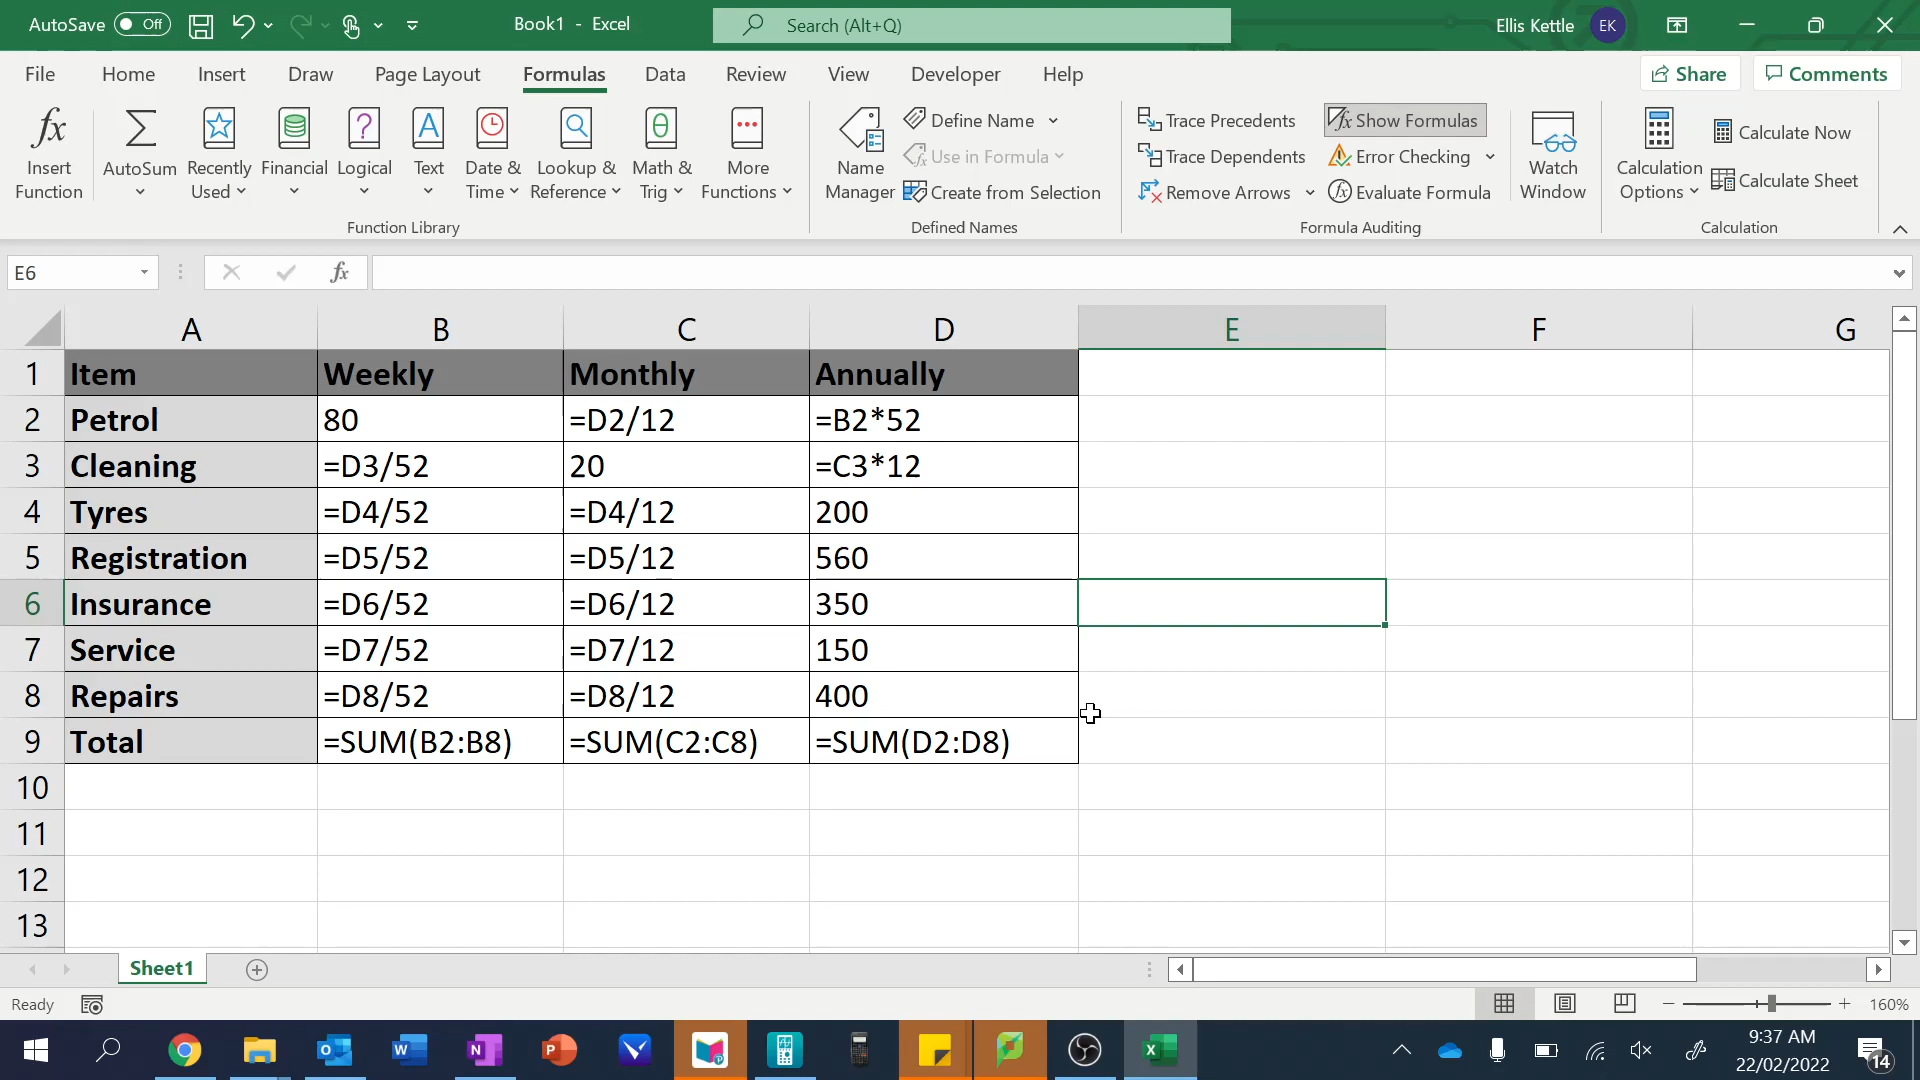 AutoSave Off Book1 - Excel Search (Alt+Q) Ellis Kettle EK
File Home Insert Draw Page Layout Formulas Data Review View Developer Help Share Comments
Insert Function
AutoSum
Recently Used
Financial
Logical
Text
Date & Time
Lookup & Reference
Math & Trig
More Functions
Function Library
Name Manager
Define Name
Use in Formula
Create from Selection
Defined Names
Trace Precedents
Trace Dependents
Remove Arrows
Show Formulas
Error Checking
Evaluate Formula
Formula Auditing
Watch Window
Calculation Options
Calculate Now
Calculate Sheet
Calculation
E6 fx
A B C D E F G
1 Item Weekly Monthly Annually
2 Petrol 80 =D2/12 =B2*52
3 Cleaning =D3/52 20 =C3*12
4 Tyres =D4/52 =D4/12 200
5 Registration =D5/52 =D5/12 560
6 Insurance =D6/52 =D6/12 350
7 Service =D7/52 =D7/12 150
8 Repairs =D8/52 =D8/12 400
9 Total =SUM(B2:B8) =SUM(C2:C8) =SUM(D2:D8)
10
11
12
13
Sheet1
Ready 160%
9:37 AM
22/02/2022
14